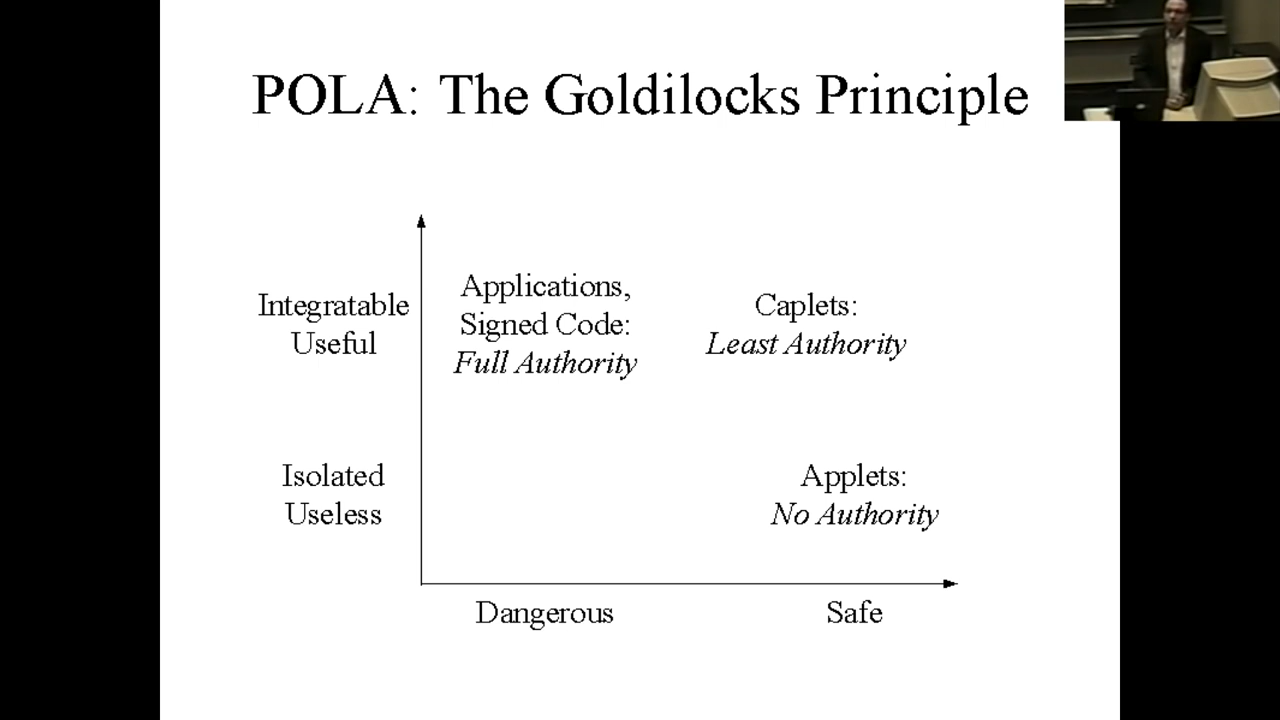 POLA: The Goldilocks Principle
Integratable
Useful
Applications,
Signed Code:
Full Authority
Caplets:
Least Authority
Isolated
Useless
Applets:
No Authority
Dangerous
Safe